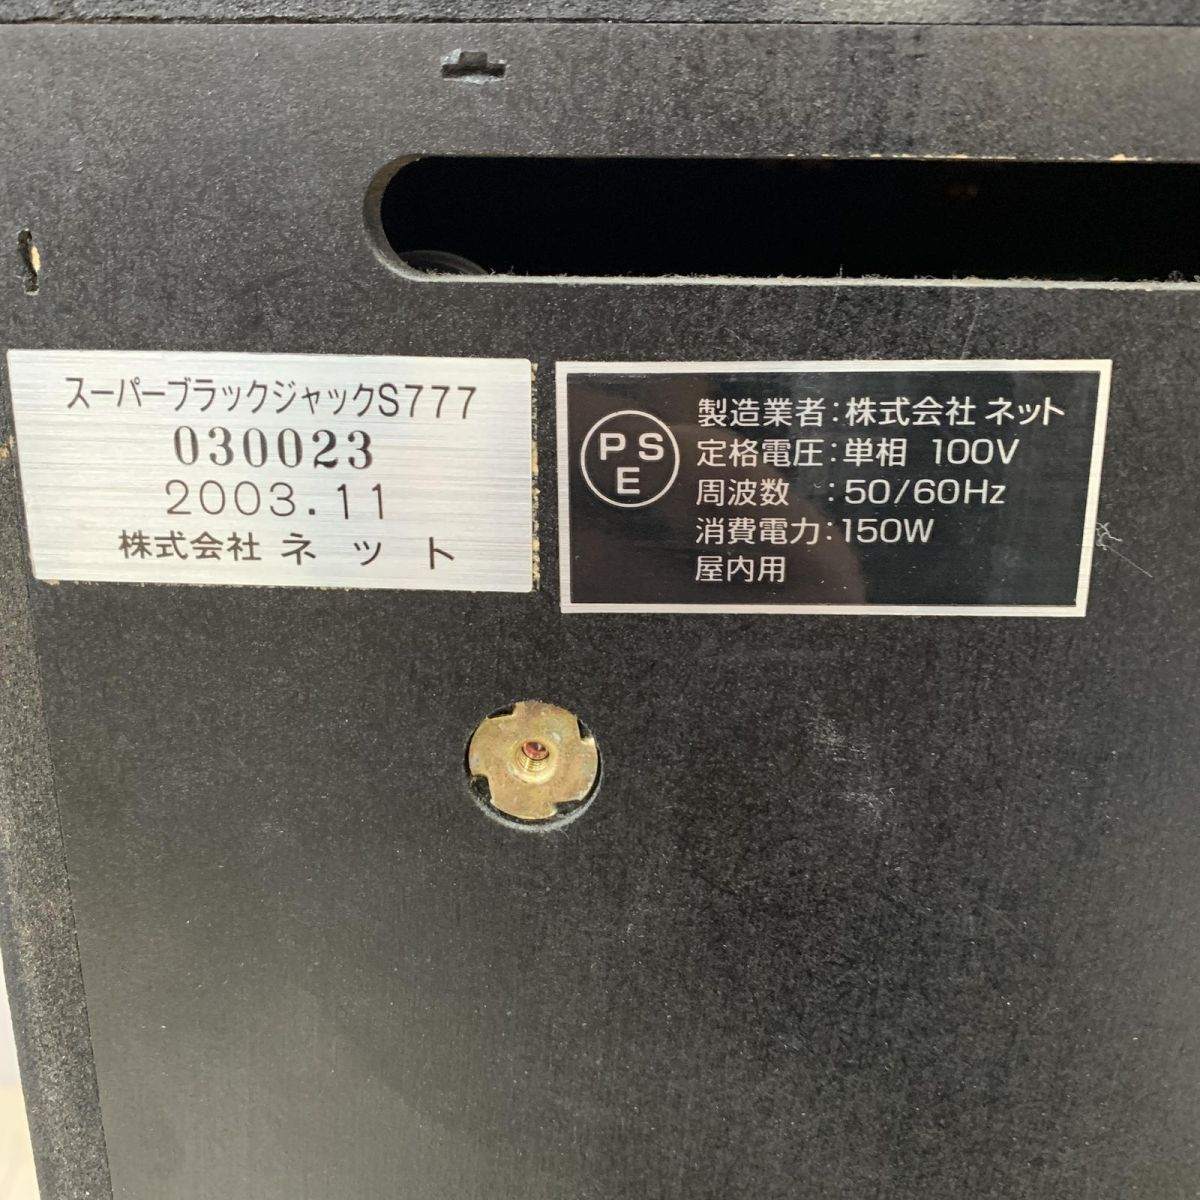 スーパーブラックジャックS777
030023
2003.11
株式会社 ネット
PS
E
製造業者:株式会社 ネット
定格電圧:単相 100V
周波数 :50/60Hz
消費電力:150W
屋内用